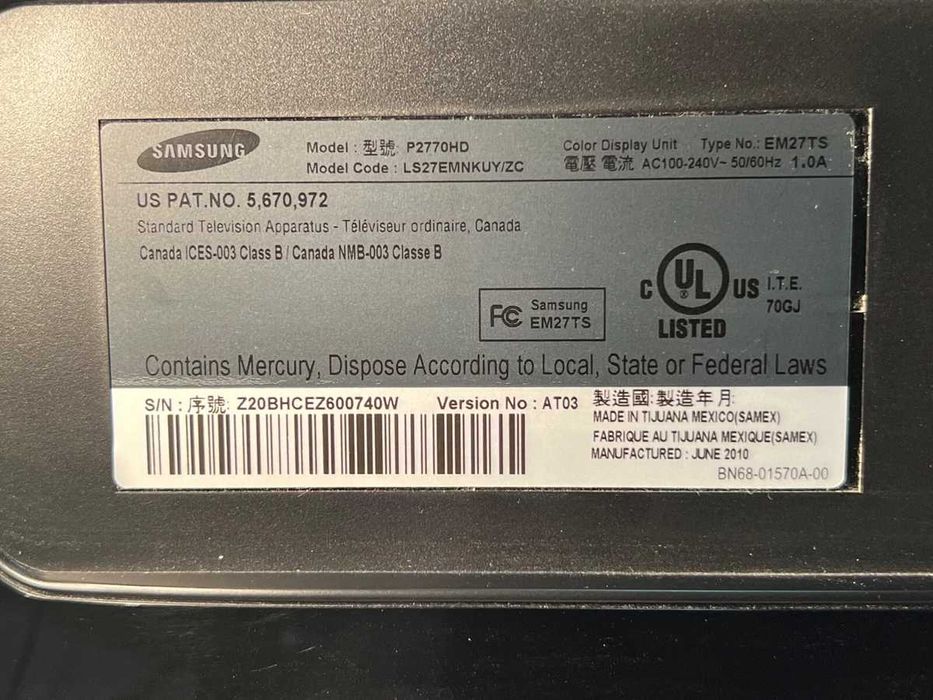 SAMSUNG
Model : 型號 P2770HD
Model Code : LS27EMNKUY/ZC
Color Display Unit Type No.: EM27TS
電壓 電流 AC100-240V~ 50/60Hz 1.0A
US PAT.NO. 5,670,972
Standard Television Apparatus - Téléviseur ordinaire, Canada
Canada ICES-003 Class B / Canada NMB-003 Classe B
FC Samsung
EM27TS
C UL US
LISTED
I.T.E.
70GJ
Contains Mercury, Dispose According to Local, State or Federal Laws
S/N : 序號: Z20BHCEZ600740W Version No : AT03
製造國: 製造年月:
MADE IN TIJUANA MEXICO(SAMEX)
FABRIQUE AU TIJUANA MEXIQUE(SAMEX)
MANUFACTURED : JUNE 2010
BN68-01570A-00